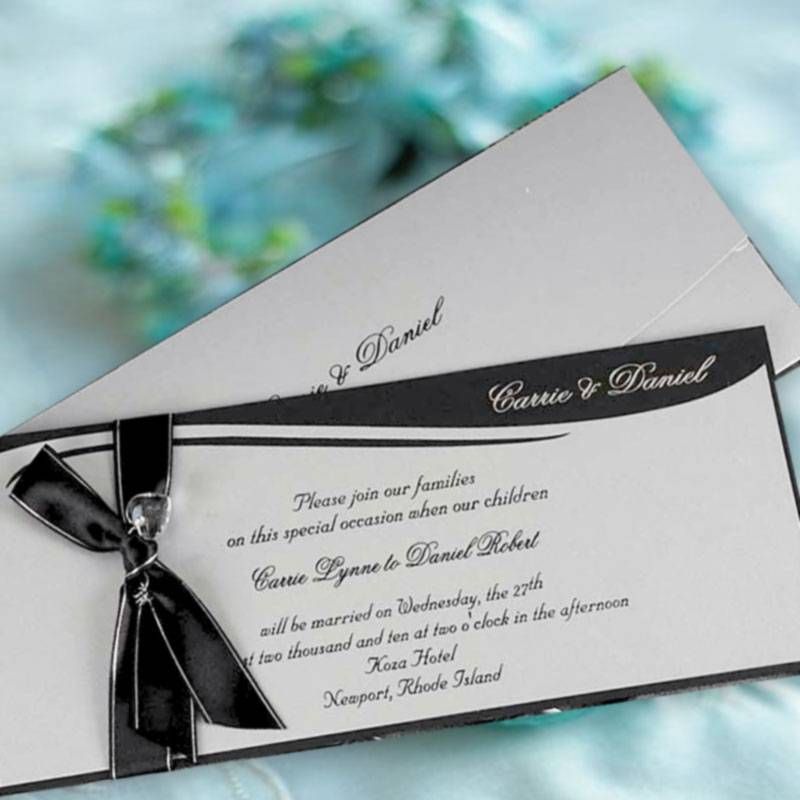 & Daniel
Carrie & Daniel
Please join our families
on this special occasion when our children
Carrie Lynne to Daniel Robert
will be married on Wednesday, the 27th
two thousand and ten at two o'clock in the afternoon
Koza Hotel
Newport, Rhode Island